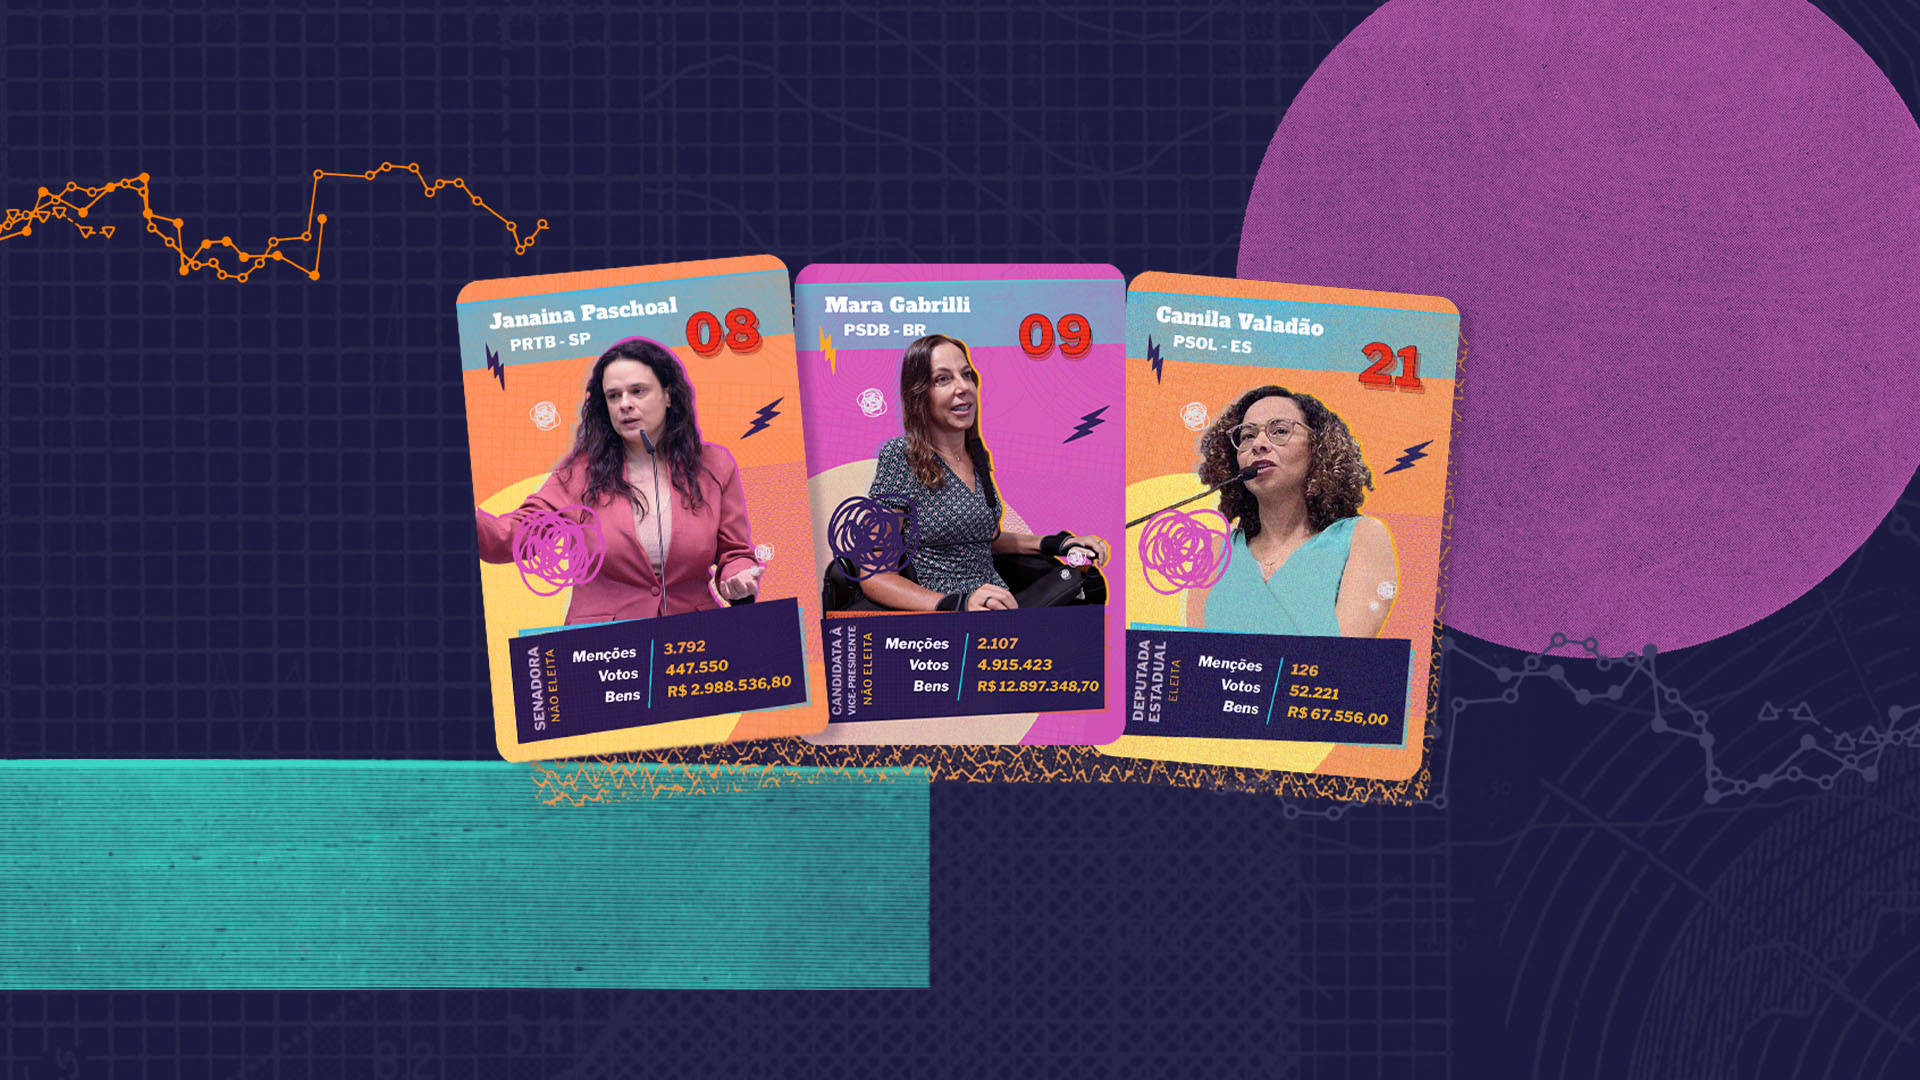 Janaina Paschoal
PRTB - SP
08
SENADORA
NÃO ELEITA
Menções 3.792
Votos 447.550
Bens R$ 2.988.536,80
Mara Gabrilli
PSDB - BR
09
CANDIDATA À
VICE-PRESIDENTE
NÃO ELEITA
Menções 2.107
Votos 4.915.423
Bens R$ 12.897.348,70
Camila Valadão
PSOL - ES
21
DEPUTADA
ESTADUAL
ELEITA
Menções 126
Votos 52.221
Bens R$ 67.556,00